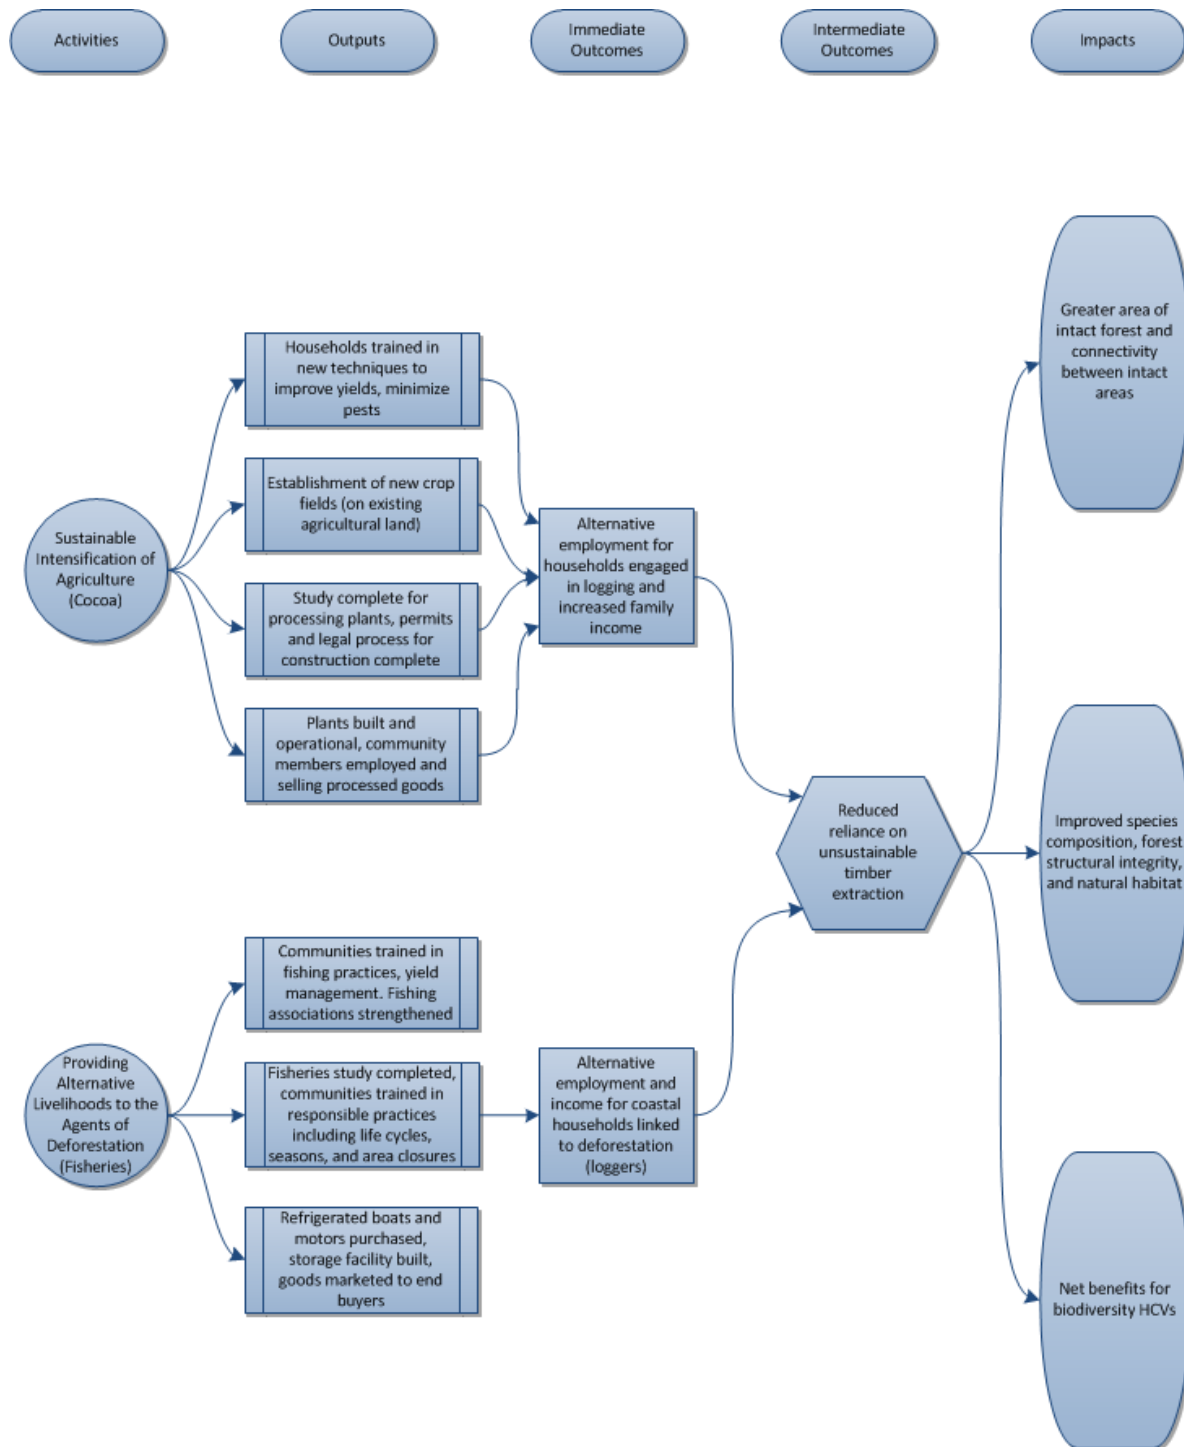 Activities
Outputs
Immediate
Outcomes
Intermediate
Outcomes
Impacts
Sustainable
Intensification of
Agriculture
(Cocoa)
Households trained in
new techniques to
improve yields, minimize
pests
Establishment of new crop
fields (on existing
agricultural land)
Study complete for
processing plants, permits
and legal process for
construction complete
Plants built and
operational, community
members employed and
selling processed goods
Alternative
employment for
households engaged
in logging and
increased family
income
Providing
Alternative
Livelihoods to the
Agents of
Deforestation
(Fisheries)
Communities trained in
fishing practices, yield
management. Fishing
associations strengthened
Fisheries study completed,
communities trained in
responsible practices
including life cycles,
seasons, and area closures
Refrigerated boats and
motors purchased,
storage facility built,
goods marketed to end
buyers
Alternative
employment and
income for coastal
households linked
to deforestation
(loggers)
Reduced
reliance on
unsustainable
timber
extraction
Greater area of
intact forest and
connectivity
between intact
areas
Improved species
composition, forest
structural integrity,
and natural habitat
Net benefits for
biodiversity HCVs